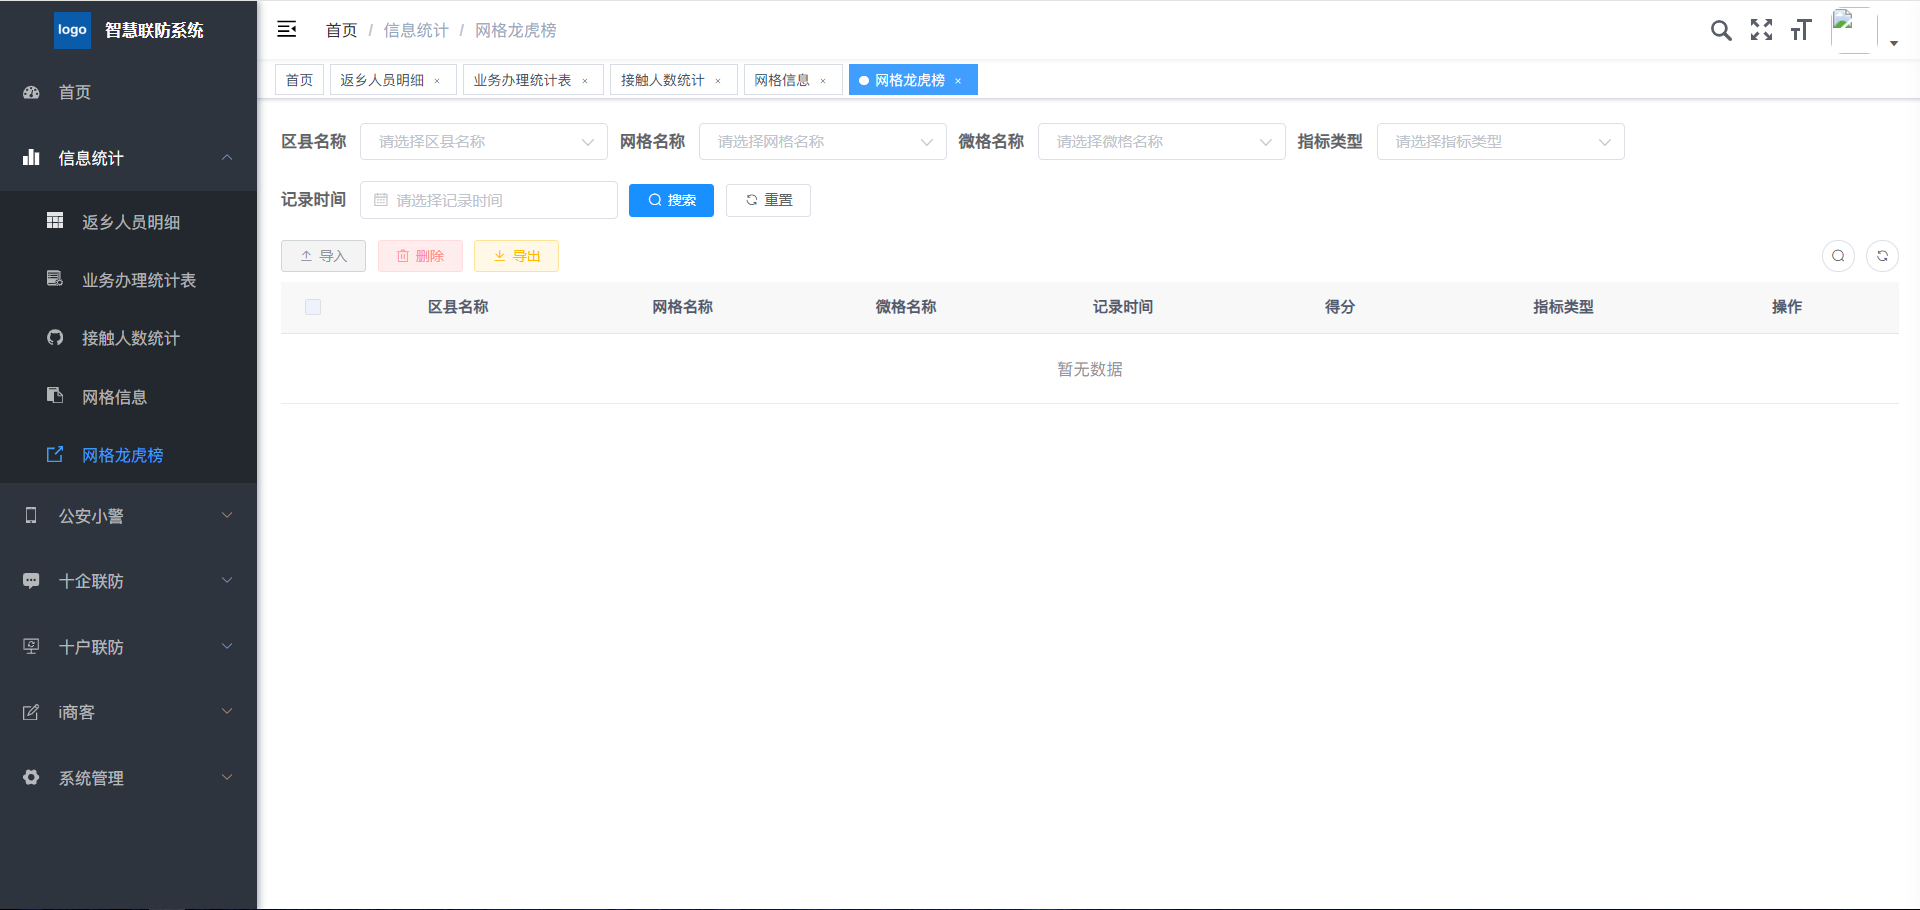 logo 智慧联防系统
首页
信息统计
返乡人员明细
业务办理统计表
接触人数统计
网格信息
网格龙虎榜
公安小警
十企联防
十户联防
i商客
系统管理
首页 / 信息统计 / 网格龙虎榜
首页 返乡人员明细 × 业务办理统计表 × 接触人数统计 × 网格信息 × 网格龙虎榜 ×
区县名称 请选择区县名称 网格名称 请选择网格名称 微格名称 请选择微格名称 指标类型 请选择指标类型
记录时间 请选择记录时间 搜索 重置
导入 删除 导出
区县名称 网格名称 微格名称 记录时间 得分 指标类型 操作
暂无数据